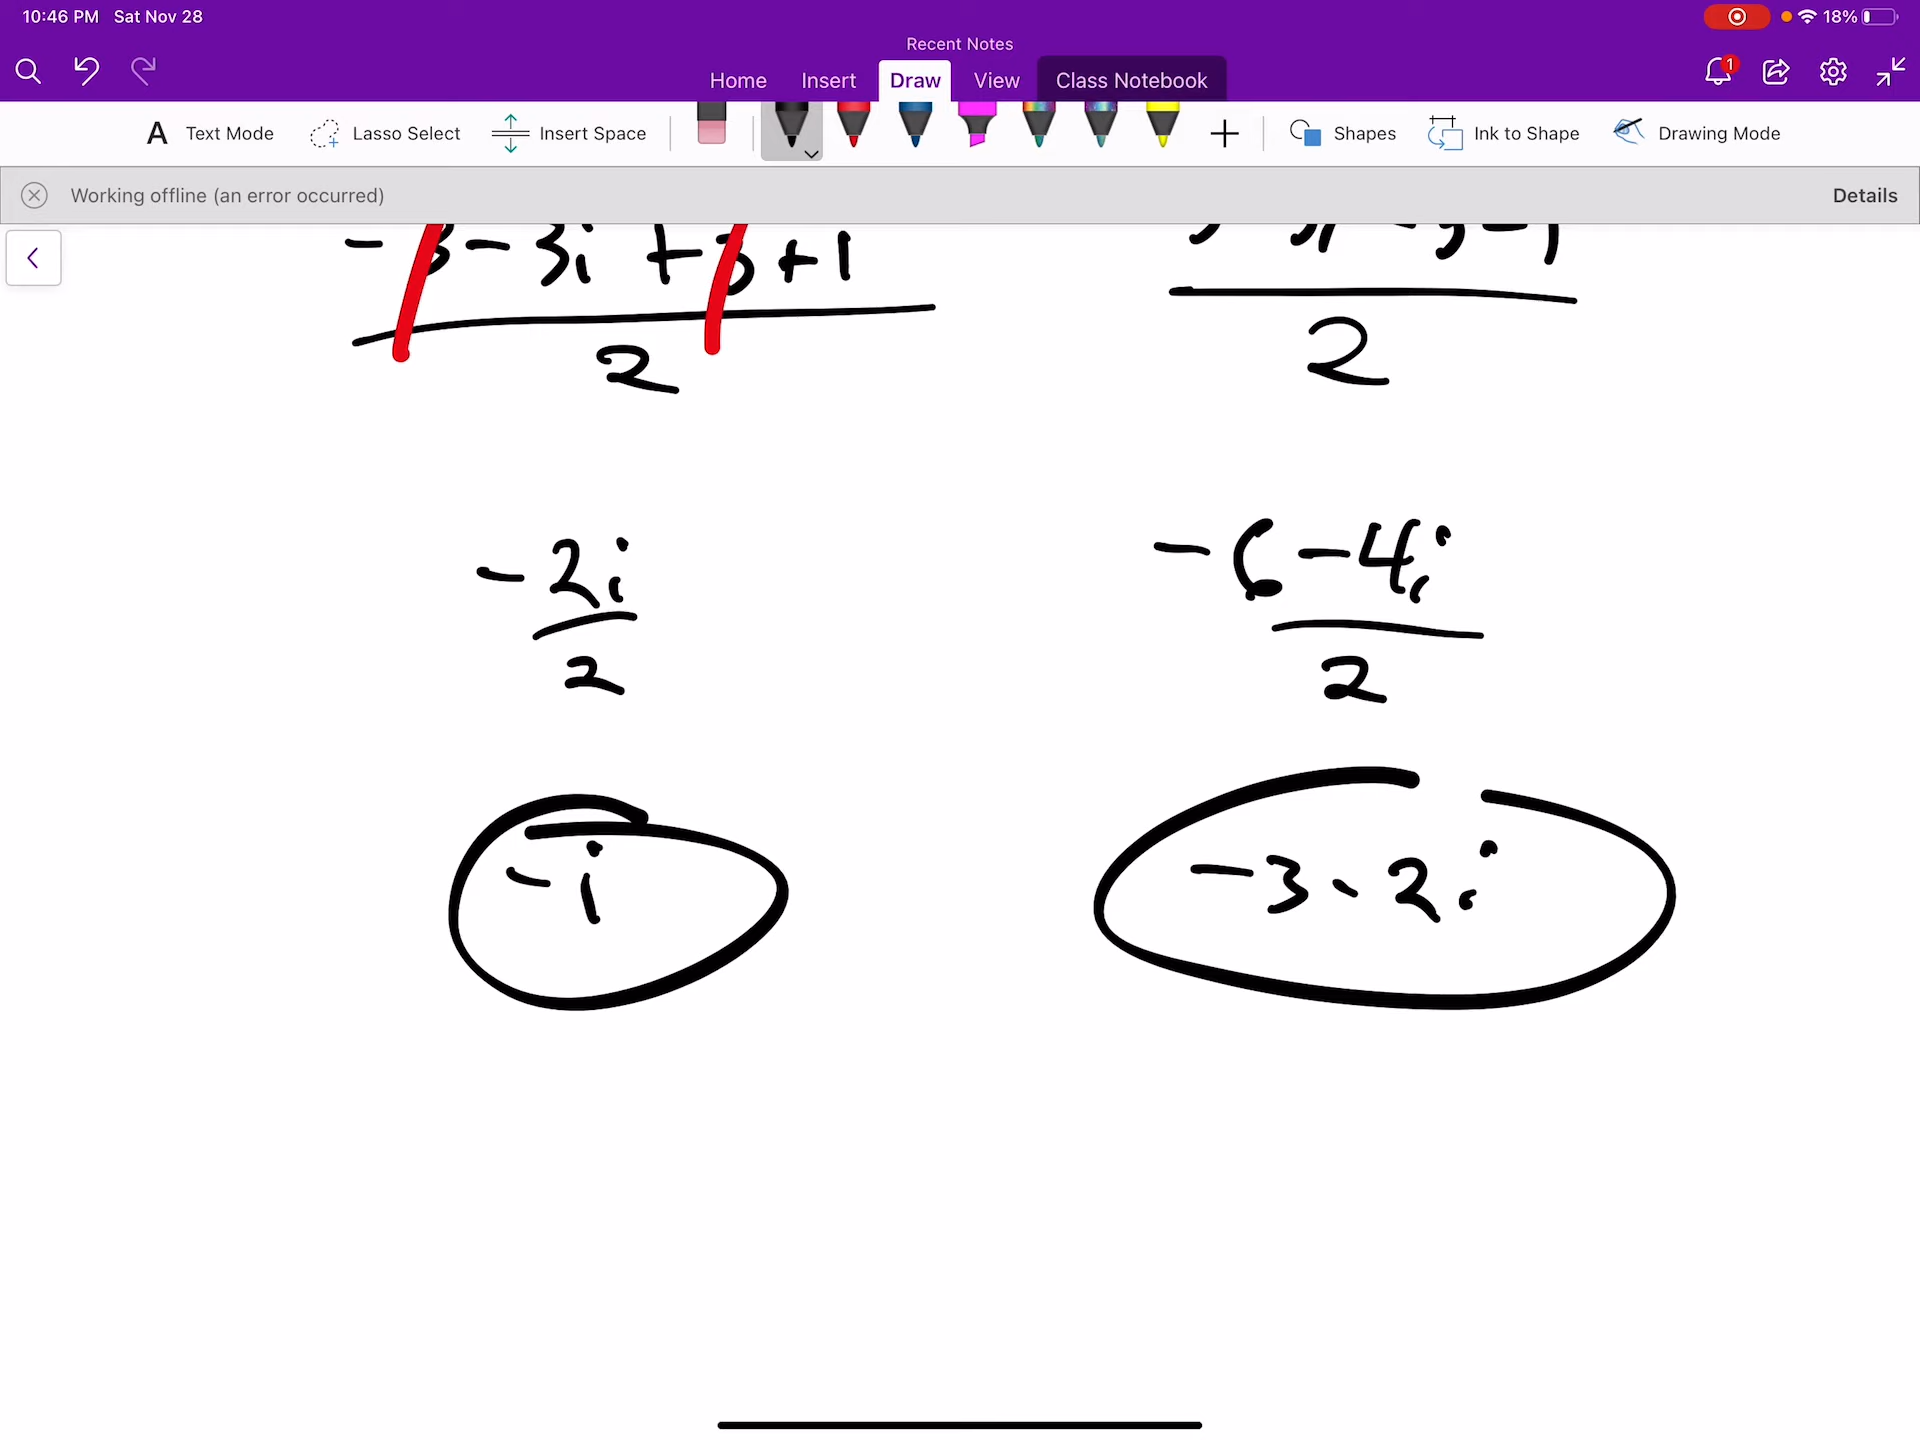 10:46 PM Sat Nov 28
18%
Recent Notes
Home Insert Draw View Class Notebook
1
A Text Mode Lasso Select Insert Space Shapes Ink to Shape Drawing Mode
Working offline (an error occurred) Details
-3-3i+3+1
2
2
-2i
2
-6-4i
2
-i
-3-2i